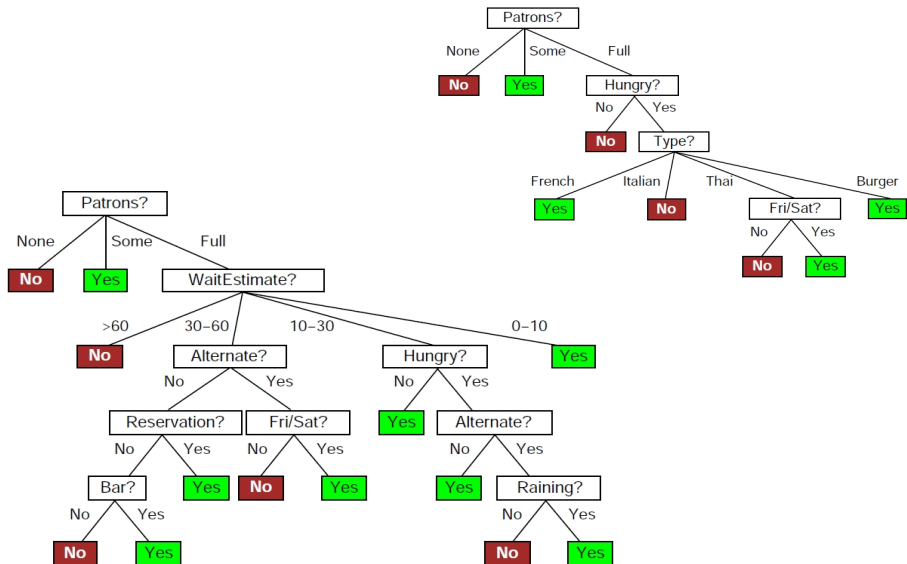 Patrons?
None Some Full
No Yes Hungry?
No Yes
No Type?
French Italian Thai Burger
Yes No Fri/Sat? Yes
No Yes
No Yes
Patrons?
None Some Full
No Yes WaitEstimate?
>60 30–60 10–30 0–10
No Alternate? Hungry? Yes
No Yes No Yes
Reservation? Fri/Sat? Yes Alternate?
No Yes No Yes No Yes
Bar? Yes No Yes Yes Raining?
No Yes No Yes
No Yes No Yes